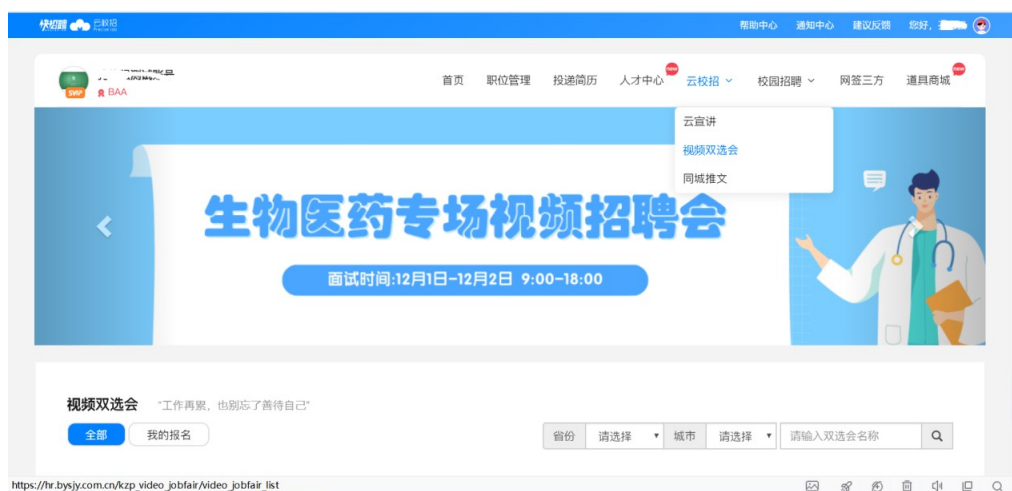 快招聘 云校招
帮助中心 通知中心 建议反馈 您好,
SVIP
BAA
首页 职位管理 投递简历 人才中心 new 云校招 校园招聘 网签三方 道具商城 new
云宣讲
视频双选会
同城推文
生物医药专场视频招聘会
面试时间:12月1日-12月2日 9:00-18:00
视频双选会 “工作再累，也别忘了善待自己”
全部 我的报名 省份 请选择 城市 请选择 请输入双选会名称
https://hr.bysjy.com.cn/kzp_video_jobfair/video_jobfair_list